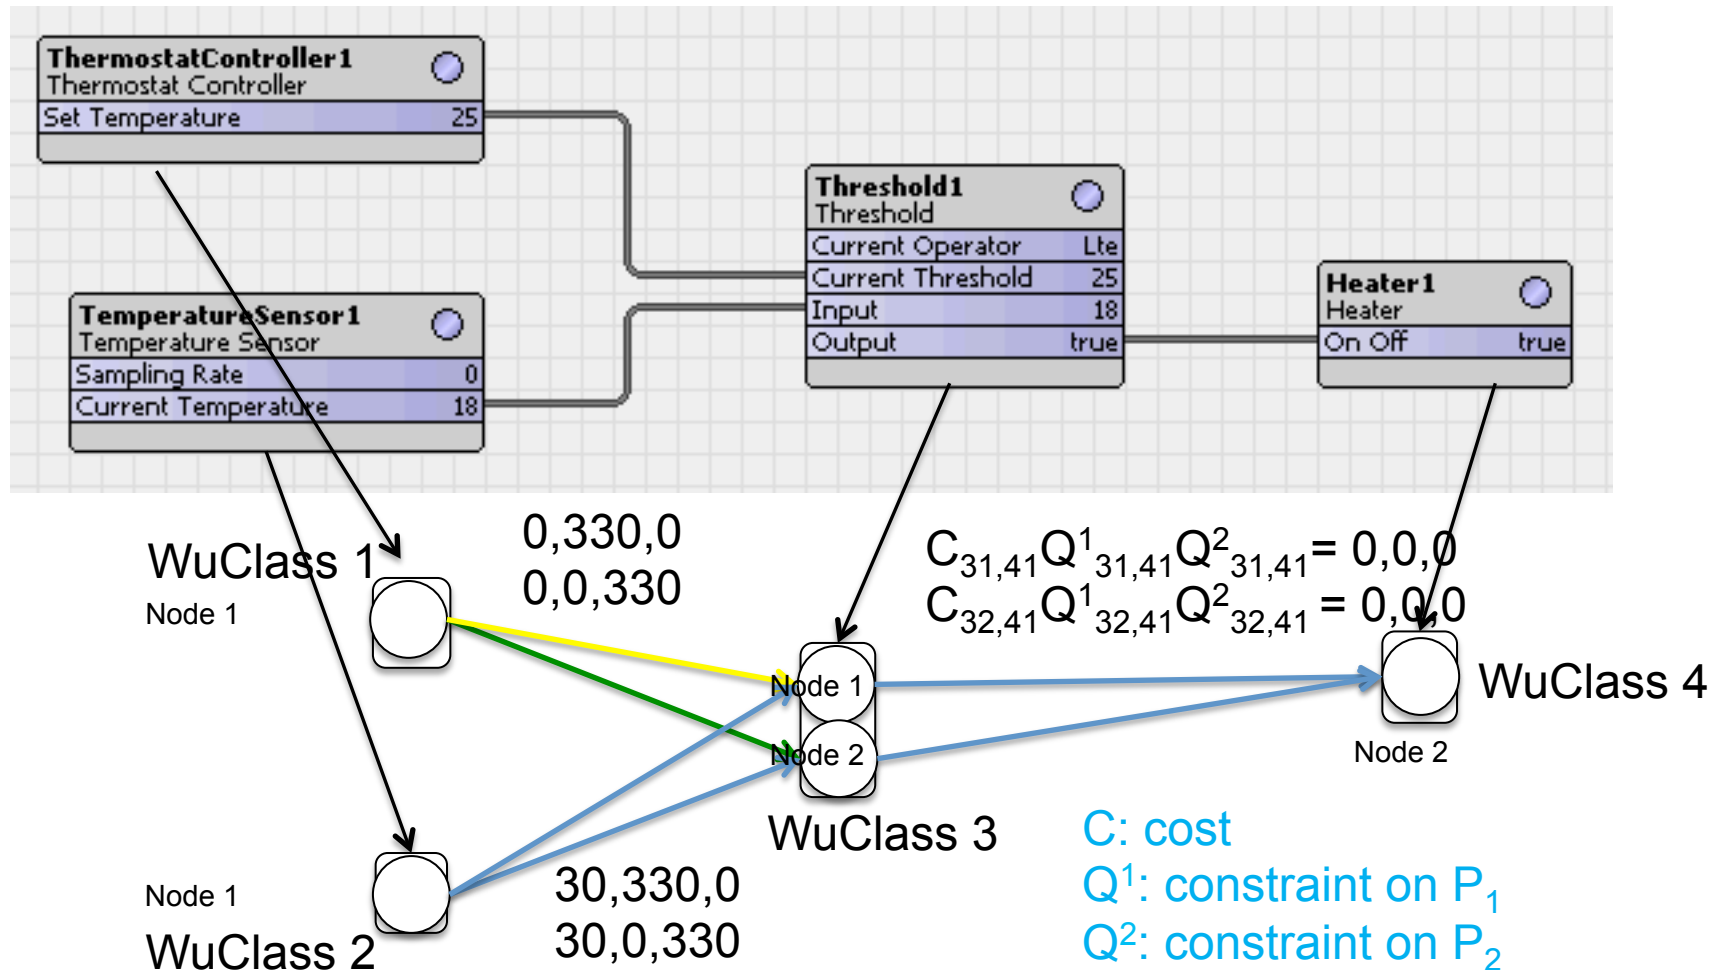 ThermostatController1
Thermostat Controller
Set Temperature 25
TemperatureSensor1
Temperature Sensor
Sampling Rate 0
Current Temperature 18
Threshold1
Threshold
Current Operator Lte
Current Threshold 25
Input 18
Output true
Heater1
Heater
On Off true
WuClass 1
Node 1
0,330,0
0,0,330
C31,41Q¹31,41Q²31,41= 0,0,0
C32,41Q¹32,41Q²32,41 = 0,0,0
Node 1
Node 2
WuClass 3
WuClass 4
Node 2
Node 1
WuClass 2
30,330,0
30,0,330
C: cost
Q¹: constraint on P₁
Q²: constraint on P₂